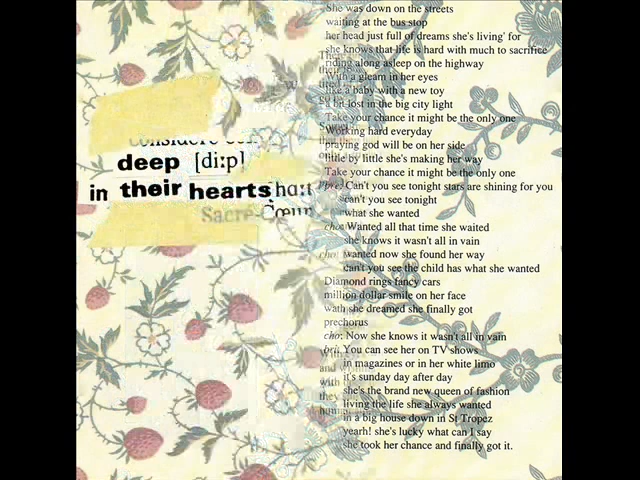 deep [di:p]
in their hearts ha:t
Sacré-Cœur
She was down on the streets
waiting at the bus stop
her head just full of dreams she's living' for
she knows that life is hard with much to sacrifice
riding along asleep on the highway
With a gleam in her eyes
like a baby with a new toy
a bit lost in the big city light
Take your chance it might be the only one
Working hard everyday
praying god will be on her side
little by little she's making her way
Take your chance it might be the only one
Can't you see tonight stars are shining for you
can't you see tonight
what she wanted
cho: Wanted all that time she waited
she knows it wasn't all in vain
cho: wanted now she found her way
can't you see the child has what she wanted
Diamond rings fancy cars
million dollar smile on her face
wath she dreamed she finally got
prechorus
cho: Now she knows it wasn't all in vain
bri: You can see her on TV shows
in magazines or in her white limo
it's sunday day after day
she's the brand new queen of fashion
living the life she always wanted
in a big house down in St Tropez
yearh! she's lucky what can I say
she took her chance and finally got it.